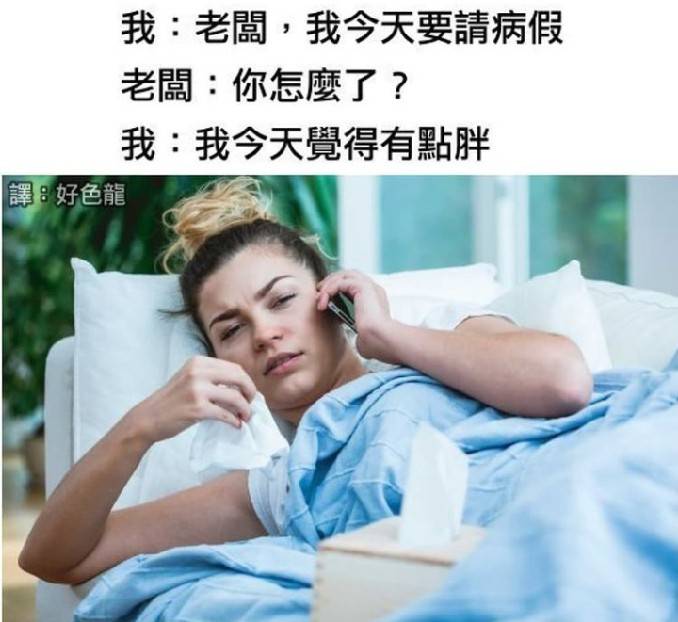 我：老闆，我今天要請病假
老闆：你怎麼了？
我：我今天覺得有點胖
譯：好色龍